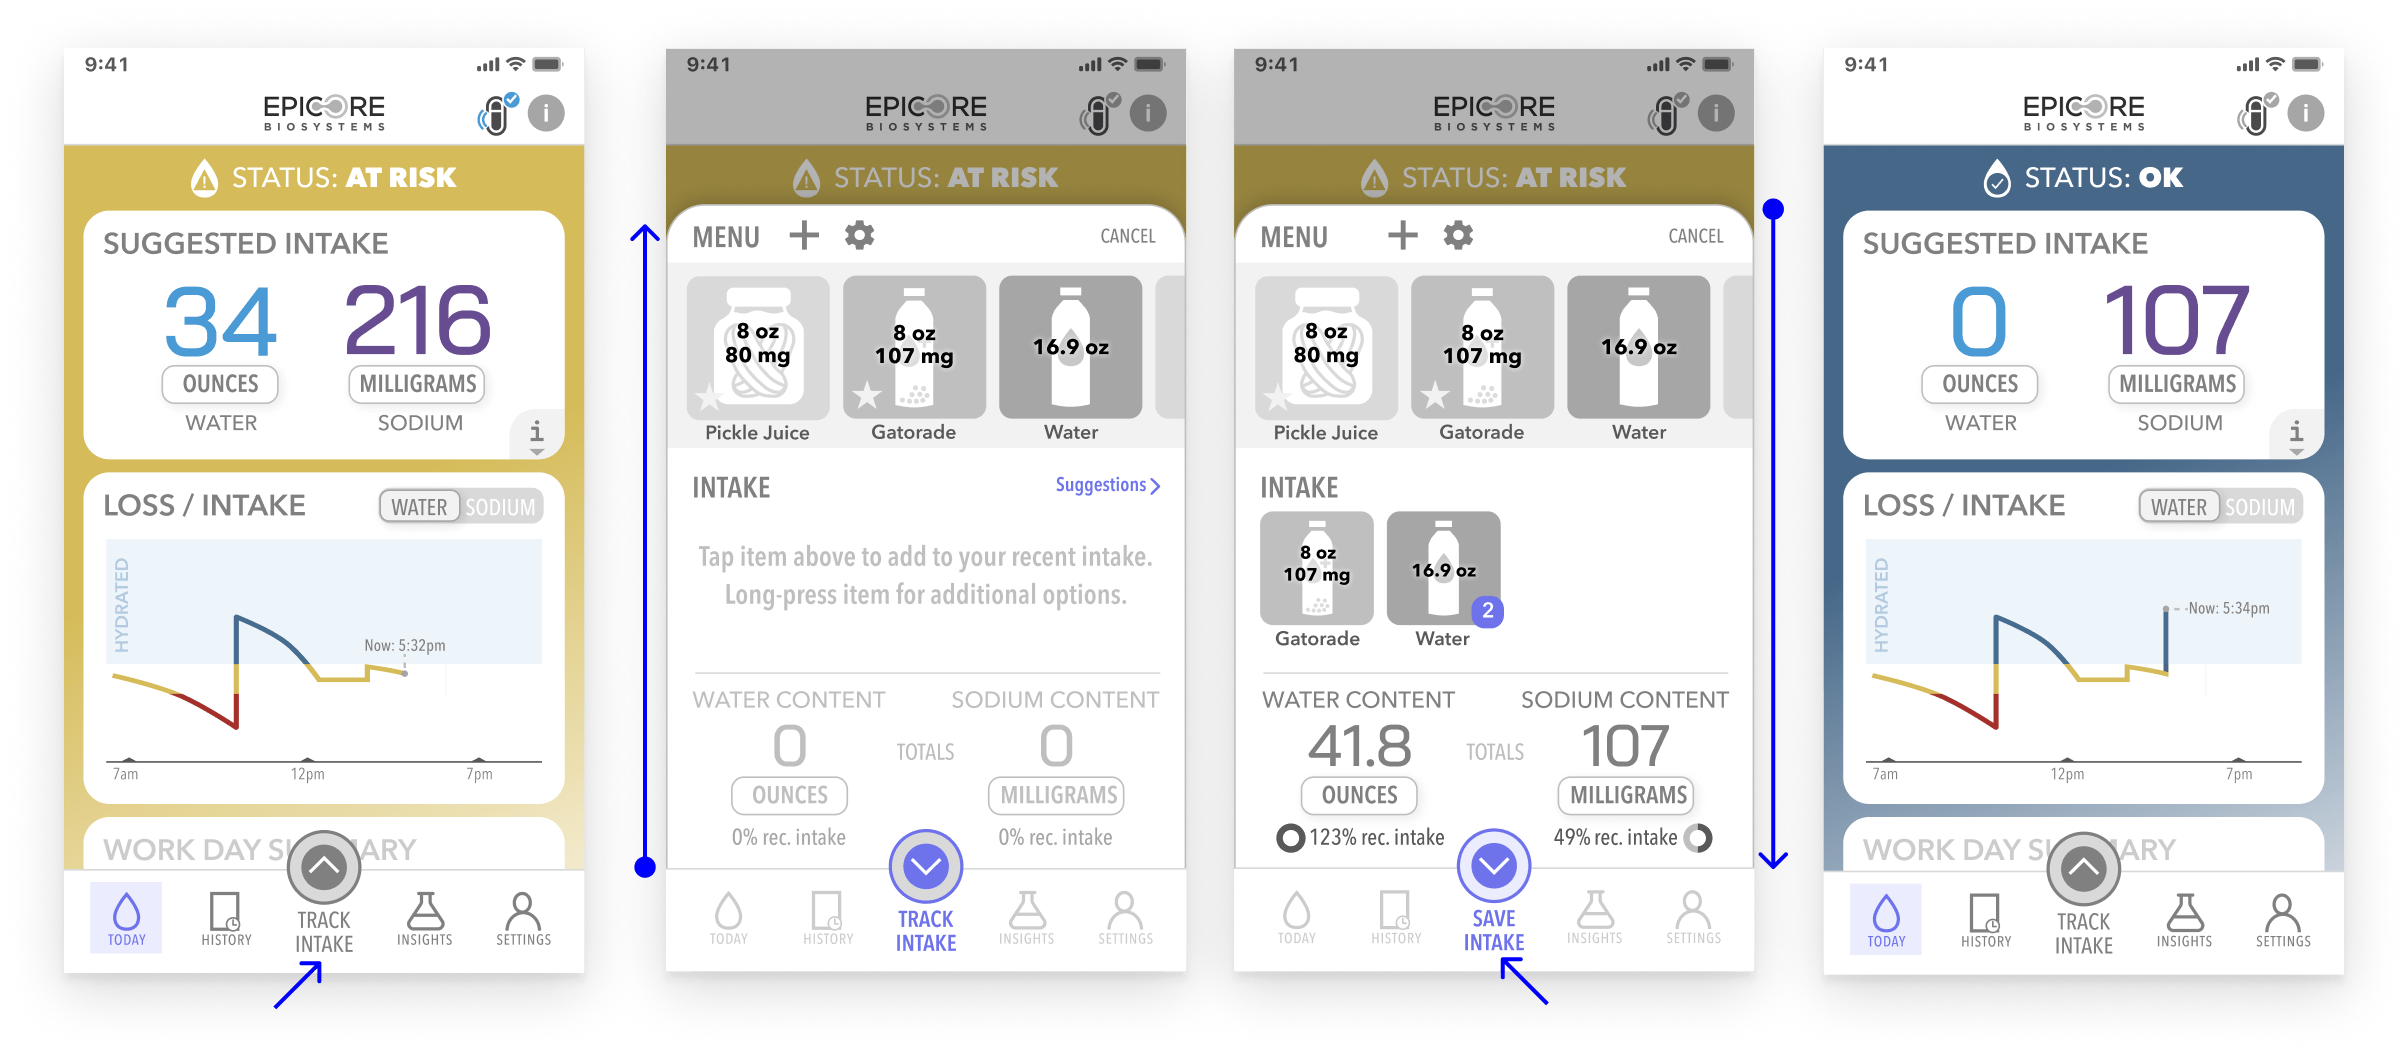 9:41
EPICORE
BIOSYSTEMS
i
STATUS: AT RISK
SUGGESTED INTAKE
34
216
OUNCES
MILLIGRAMS
WATER
SODIUM
i
LOSS / INTAKE
WATER
SODIUM
HYDRATED
Now: 5:32pm
7am
12pm
7pm
TODAY
HISTORY
TRACK
INTAKE
INSIGHTS
SETTINGS
9:41
EPICORE
BIOSYSTEMS
i
STATUS: AT RISK
MENU
CANCEL
8 oz
80 mg
8 oz
107 mg
16.9 oz
Pickle Juice
Gatorade
Water
INTAKE
Suggestions
Tap item above to add to your recent intake.
Long-press item for additional options.
WATER CONTENT
SODIUM CONTENT
0
TOTALS
0
OUNCES
MILLIGRAMS
0% rec. intake
0% rec. intake
TODAY
HISTORY
TRACK
INTAKE
INSIGHTS
SETTINGS
9:41
EPICORE
BIOSYSTEMS
i
STATUS: AT RISK
MENU
CANCEL
8 oz
80 mg
8 oz
107 mg
16.9 oz
Pickle Juice
Gatorade
Water
INTAKE
8 oz
107 mg
16.9 oz
2
Gatorade
Water
WATER CONTENT
SODIUM CONTENT
41.8
TOTALS
107
OUNCES
MILLIGRAMS
123% rec. intake
49% rec. intake
TODAY
HISTORY
SAVE
INTAKE
INSIGHTS
SETTINGS
9:41
EPICORE
BIOSYSTEMS
i
STATUS: OK
SUGGESTED INTAKE
0
107
OUNCES
MILLIGRAMS
WATER
SODIUM
i
LOSS / INTAKE
WATER
SODIUM
HYDRATED
Now: 5:34pm
7am
12pm
7pm
WORK DAY
TODAY
HISTORY
TRACK
INTAKE
INSIGHTS
SETTINGS